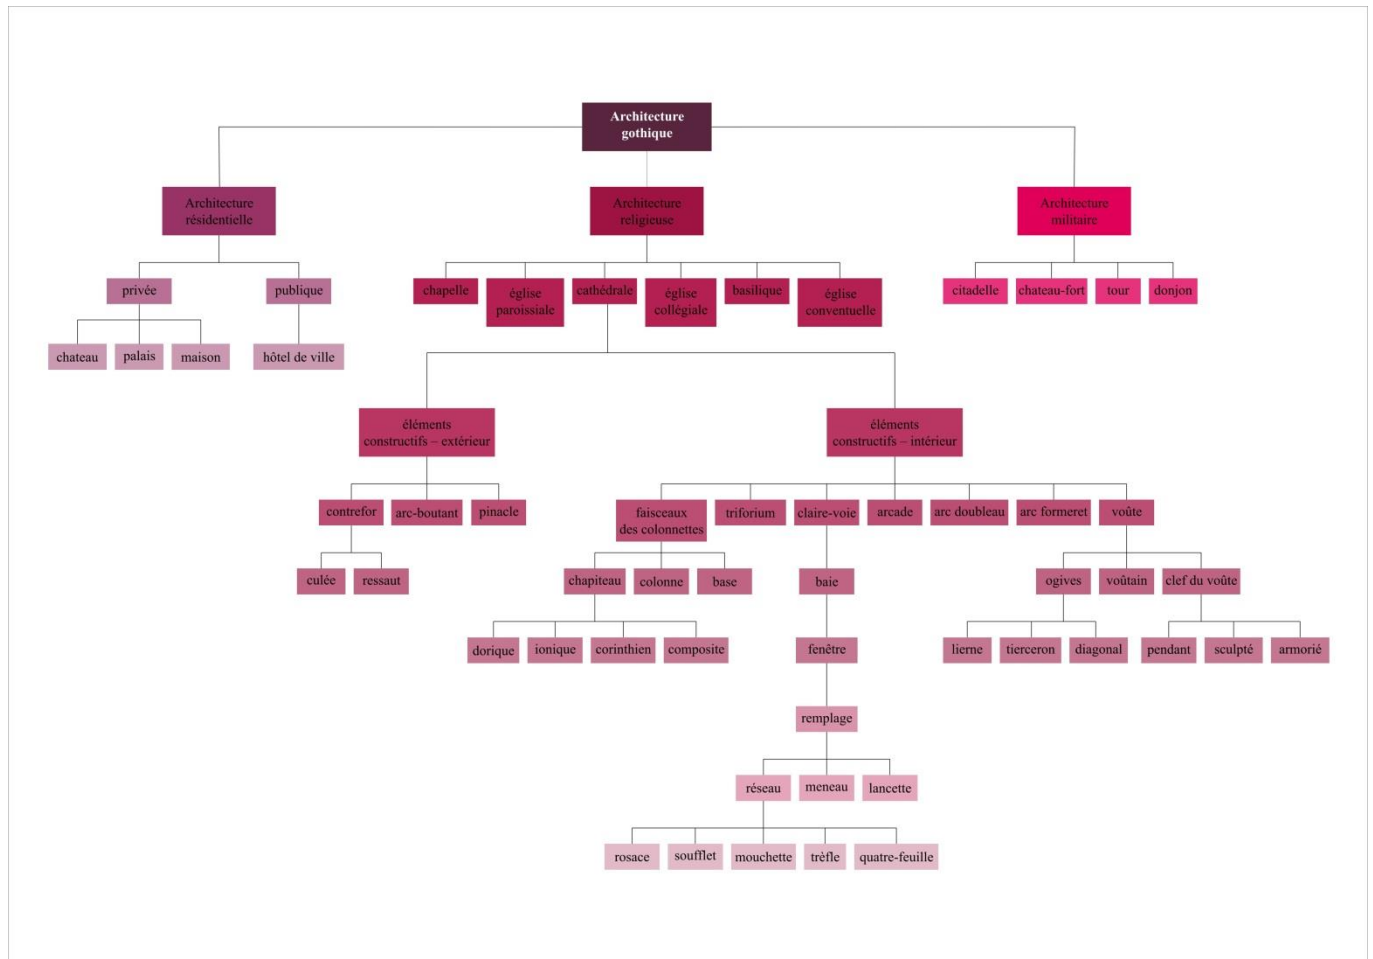 Architecture
gothique
Architecture
résidentielle
Architecture
religieuse
Architecture
militaire
privée
publique
chapelle
église
paroissiale
cathédrale
église
collégiale
basilique
église
conventuelle
citadelle
chateau-fort
tour
donjon
chateau
palais
maison
hôtel de ville
éléments
constructifs – extérieur
éléments
constructifs – intérieur
contrefor
arc-boutant
pinacle
faisceaux
des colonnettes
triforium
claire-voie
arcade
arc doubleau
arc formeret
voûte
culée
ressaut
chapiteau
colonne
base
baie
ogives
voûtain
clef du voûte
dorique
ionique
corinthien
composite
fenêtre
lierne
tierceron
diagonal
pendant
sculpté
armorié
remplage
réseau
meneau
lancette
rosace
soufflet
mouchette
trèfle
quatre-feuille